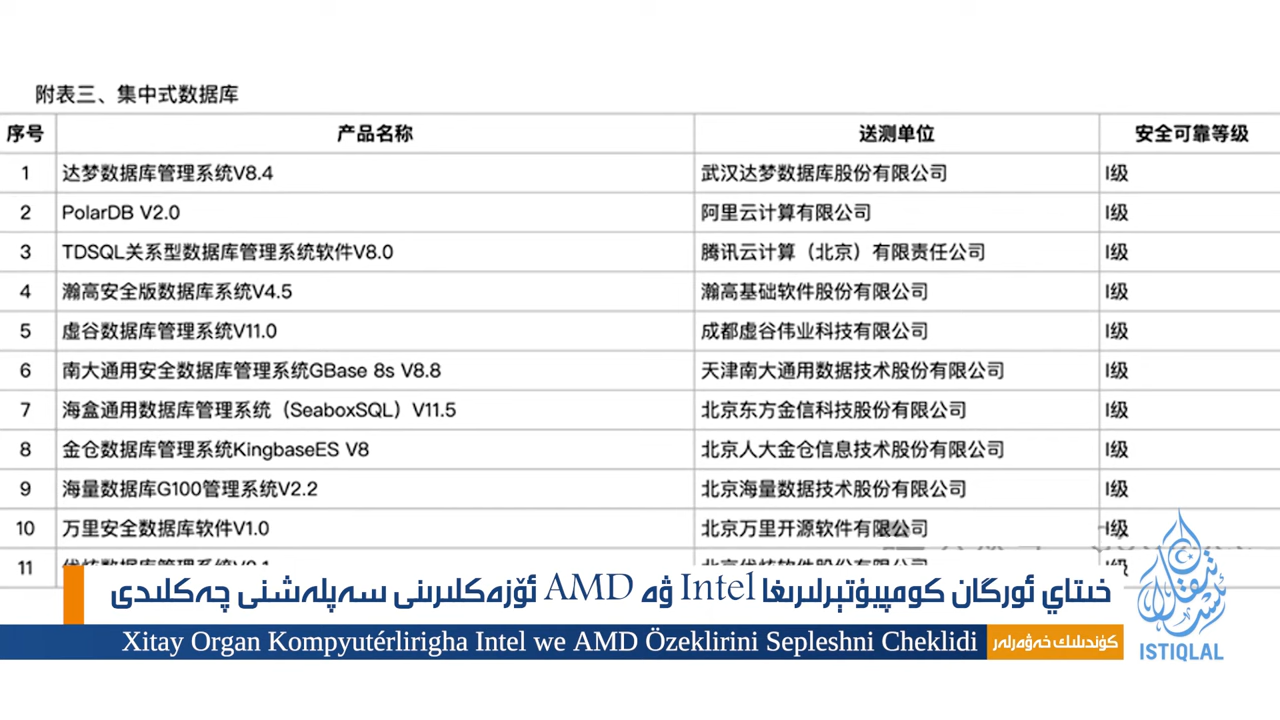 附表三、集中式数据库
序号 产品名称 送测单位 安全可靠等级
1 达梦数据库管理系统V8.4 武汉达梦数据库股份有限公司 I级
2 PolarDB V2.0 阿里云计算有限公司 I级
3 TDSQL关系型数据库管理系统软件V8.0 腾讯云计算（北京）有限责任公司 I级
4 瀚高安全版数据库系统V4.5 瀚高基础软件股份有限公司 I级
5 虚谷数据库管理系统V11.0 成都虚谷伟业科技有限公司 I级
6 南大通用安全数据库管理系统GBase 8s V8.8 天津南大通用数据技术股份有限公司 I级
7 海盒通用数据库管理系统（SeaboxSQL）V11.5 北京东方金信科技股份有限公司 I级
8 金仓数据库管理系统KingbaseES V8 北京人大金仓信息技术股份有限公司 I级
9 海量数据库G100管理系统V2.2 北京海量数据技术股份有限公司 I级
10 万里安全数据库软件V1.0 北京万里开源软件有限公司 I级
11
خىتاي ئورگان كومپيۇتېرلىرىغا Intel ۋە AMD ئۆزەكلىرىنى سەپلەشنى چەكلىدى
Xitay Organ Kompyutérlirigha Intel we AMD Özeklirini Sepleshni Cheklidi
كۈندىلىك خەۋەرلەر
ISTIQLAL